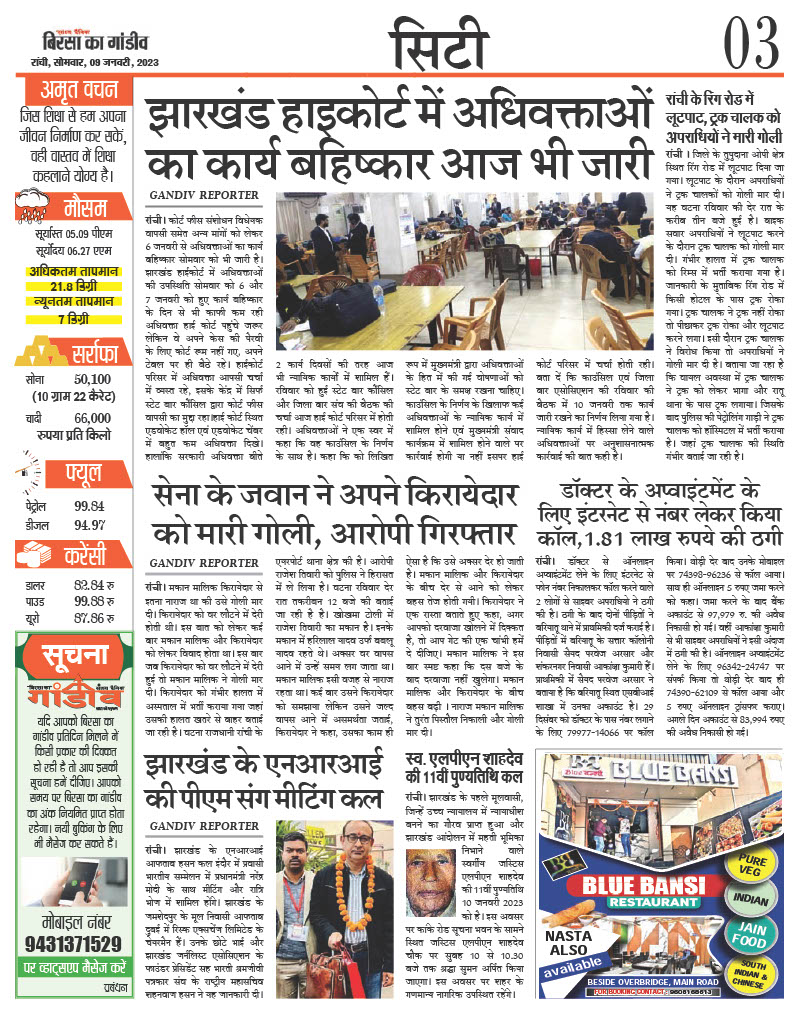 सांध्य दैनिक
बिरसा का गांडीव
रांची, सोमवार, 09 जनवरी, 2023
सिटी
03
अमृत वचन
जिस शिक्षा से हम अपना
जीवन निर्माण कर सकें,
वही वास्तव में शिक्षा
कहलाने योग्य है।
मौसम
सूर्यास्त 05.09 पीएम
सूर्योदय 06.27 एएम
अधिकतम तापमान
21.8 डिग्री
न्यूनतम तापमान
7 डिग्री
सर्राफा
सोना 50,100
(10 ग्राम 22 कैरेट)
चांदी 66,000
रुपया प्रति किलो
फ्यूल
पेट्रोल 99.84
डीजल 94.97
करेंसी
डालर 82.84 रु
पाउंड 99.88 रु
यूरो 87.86 रु
सूचना
गांडीव
यदि आपको बिरसा का
गांडीव प्रतिदिन मिलने में
किसी प्रकार की दिक्कत
हो रही है तो आप इसकी
सूचना हमें दीजिए। आपको
समय पर बिरसा का गांडीव
का अंक नियमित प्राप्त होता
रहेगा। नयी बुकिंग के लिए
भी मैसेज कर सकते हैं।
मोबाइल नंबर
9431371529
पर व्हाट्सएप मैसेज करें
प्रबंधन
झारखंड हाइकोर्ट में अधिवक्ताओं
का कार्य बहिष्कार आज भी जारी
GANDIV REPORTER
रांची। कोर्ट फीस संशोधन विधेयक
वापसी समेत अन्य मांगों को लेकर
6 जनवरी से अधिवक्ताओं का कार्य
बहिष्कार सोमवार को भी जारी है।
झारखंड हाईकोर्ट में अधिवक्ताओं
की उपस्थिति सोमवार को 6 और
7 जनवरी को हुए कार्य बहिष्कार
के दिन से भी काफी कम रही
अधिवक्ता हाई कोर्ट पहुंचे जरूर
लेकिन वे अपने केस की पैरवी
के लिए कोर्ट रूम नहीं गए, अपने
टेबल पर ही बैठे रहे। हाईकोर्ट
परिसर में अधिवक्ता आपसी चर्चा
में व्यस्त रहे, इसके केंद्र में सिर्फ
स्टेट बार कौंसिल द्वारा कोर्ट फीस
वापसी का मुद्दा रहा हाई कोर्ट स्थित
एडवोकेट हॉल एवं एडवोकेट चेंबर
में बहुत कम अधिवक्ता दिखे।
हालांकि सरकारी अधिवक्ता बीते
2 कार्य दिवसों की तरह आज
भी न्यायिक कार्यों में शामिल हैं।
रविवार को हुई स्टेट बार कौंसिल
और जिला बार संघ की बैठक की
चर्चा आज हाई कोर्ट परिसर में होती
रही। अधिवक्ताओं ने एक स्वर में
कहा कि वह काउंसिल के निर्णय
के साथ है। कहा कि को लिखित
रूप में मुख्यमंत्री द्वारा अधिवक्ताओं
के हित में की गई घोषणाओं को
स्टेट बार के समक्ष रखना चाहिए।
काउंसिल के निर्णय के खिलाफ कई
अधिवक्ताओं के न्यायिक कार्य में
शामिल होने एवं मुख्यमंत्री संवाद
कार्यक्रम में शामिल होने वाले पर
कार्रवाई होगी या नहीं इसपर हाई
कोर्ट परिसर में चर्चा होती रही।
बता दें कि काउंसिल एवं जिला
बार एसोसिएशन की रविवार की
बैठक में 10 जनवरी तक कार्य
जारी रखने का निर्णय लिया गया है।
न्यायिक कार्य में हिस्सा लेने वाले
अधिवक्ताओं पर अनुशासनात्मक
कार्रवाई की बात कही है।
रांची के रिंग रोड में
लूटपाट, ट्रक चालक को
अपराधियों ने मारी गोली
रांची । जिले के तुपुदाना ओपी क्षेत्र
स्थित रिंग रोड में लूटपाट दिया जा
गया। लूटपाट के दौरान अपराधियों
ने ट्रक चालकों को गोली मार दी।
यह घटना रविवार की देर रात के
करीब तीन बजे हुई है। बाइक
सवार अपराधियों ने लूटपाट करने
के दौरान ट्रक चालक को गोली मार
दी। गंभीर हालत में ट्रक चालक
को रिम्स में भर्ती कराया गया है।
जानकारी के मुताबिक रिंग रोड में
किसी होटल के पास ट्रक रोका
गया। ट्रक चालक ने ट्रक नहीं रोका
तो पीछाकर ट्रक रोका और लूटपाट
करने लगा। इसी दौरान ट्रक चालक
ने विरोध किया तो अपराधियों ने
गोली मार दी है। बताया जा रहा है
कि घायल अवस्था में ट्रक चालक
ने ट्रक को लेकर भागा और रातू
थाना के पास ट्रक लगाया। जिसके
बाद पुलिस की पेट्रोलिंग गाड़ी ने ट्रक
चालक को हॉस्पिटल में भर्ती कराया
है। जहां ट्रक चालक की स्थिति
गंभीर बताई जा रही है।
सेना के जवान ने अपने किरायेदार
को मारी गोली, आरोपी गिरफ्तार
GANDIV REPORTER
रांची। मकान मालिक किरायेदार से
इतना नाराज था की उसे गोली मार
दी। किरायेदार को घर लौटने में देरी
होती थी। इस बात को लेकर कई
बार मकान मालिक और किरायेदार
को लेकर विवाद होता था। इस बार
जब किरायेदार को घर लौटने में देरी
हुई तो मकान मालिक ने गोली मार
दी। किरायेदार को गंभीर हालत में
अस्पताल में भर्ती कराया गया जहां
उसकी हालत खतरे से बाहर बताई
जा रही है। घटना राजधानी रांची के
एयरपोर्ट थाना क्षेत्र की है। आरोपी
राजेश तिवारी को पुलिस ने हिरासत
में ले लिया है। घटना रविवार देर
रात तकरीबन 12 बजे की बताई
जा रही है है। खोखमा टोली में
राजेश तिवारी का मकान है। इनके
मकान में हरिलाल यादव उर्फ बबलू
यादव रहते थे। अक्सर घर वापस
आने में उन्हें समय लग जाता था।
मकान मालिक इसी वजह से नाराज
रहता था। कई बार उसने किरायेदार
को समझाया लेकिन उसने जल्द
वापस आने में असमर्थता जताई,
किरायेदार ने कहा, उसका काम ही
ऐसा है कि उसे अक्सर देर हो जाती
है। मकान मालिक और किरायेदार
के बीच देर से आने को लेकर
बहस तेज होती गयी। किरायेदार ने
एक रास्ता बताते हुए कहा, अगर
आपको दरवाजा खोलने में दिक्कत
है, तो आप गेट की एक चांभी हमें
दे दीजिए। मकान मालिक ने इस
बार स्पष्ट कहा कि दस बजे के
बाद दरवाजा नहीं खुलेगा। मकान
मालिक और किरायेदार के बीच
बहस बढ़ी । नाराज मकान मालिक
ने तुरंत पिस्तौल निकाली और गोली
मार दी।
डॉक्टर के अप्वाइंटमेंट के
लिए इंटरनेट से नंबर लेकर किया
कॉल,1.81 लाख रुपये की ठगी
रांची। डॉक्टर से ऑनलाइन
अप्वाइंटमेंट लेने के लिए इंटरनेट से
फोन नंबर निकालकर कॉल करने वाले
2 लोगों से साइबर अपराधियों ने ठगी
की है। ठगी के बाद दोनों पीड़ितों ने
बरियातू थाने में प्राथमिकी दर्ज कराई है।
पीड़ितों में बरियातू के सत्तार कॉलोनी
निवासी सैयद परवेज अरसार और
शंकरनगर निवासी आकांक्षा कुमारी हैं।
प्राथमिकी में सैयद परवेज अरसार ने
बताया है कि बरियातू स्थित एसबीआई
शाखा में उनका अकाउंट है। 29
दिसंबर को डॉक्टर के पास नंबर लगाने
के लिए 79977-14066 पर कॉल
किया। थोड़ी देर बाद उनके मोबाइल
पर 74398-96236 से कॉल आया।
साथ ही ऑनलाइन 5 रुपए जमा करने
को कहा। जमा करने के बाद बैंक
अकाउंट से 97,979 रु. की अवैध
निकासी हो गई। वहीं आकांक्षा कुमारी
से भी साइबर अपराधियों ने इसी अंदाज
में ठगी की है। ऑनलाइन अप्वाइंटमेंट
लेने के लिए 96342-24747 पर
संपर्क किया तो थोड़ी देर बाद ही
74390-62109 से कॉल आया और
5 रुपए ऑनलाइन ट्रांसफर कराए।
अगले दिन अकाउंट से 83,994 रुपए
की अवैध निकासी हो गई।
झारखंड के एनआरआई
की पीएम संग मीटिंग कल
GANDIV REPORTER
रांची। झारखंड के एनआरआई
आफताब हसन कल इंदौर में प्रवासी
भारतीय सम्मेलन में प्रधानमंत्री नरेंद्र
मोदी के साथ मीटिंग और रात्रि
भोज में शामिल होंगे। झारखंड के
जमशेदपुर के मूल निवासी आफताब
दुबई में रिस्क एक्सचेंज लिमिटेड के
चेयरमैन हैं। उनके छोटे भाई और
झारखंड जर्नलिस्ट एसोसिएशन के
फाउंडर प्रेसिडेंट सह भारती श्रमजीवी
पत्रकार संघ के राष्ट्रीय महासचिव
शहनवाज हसन ने यह जानकारी दी।
स्व. एलपीएन शाहदेव
की 11वीं पुण्यतिथि कल
रांची। झारखंड के पहले मूलवासी,
जिन्हें उच्च न्यायालय में न्यायाधीश
बनने का गौरव प्राप्त हुआ और
झारखंड आंदोलन में महती भूमिका
निभाने वाले
स्वर्गीय जस्टिस
एलपीएन शाहदेव
की 11वीं पुण्यतिथि
10 जनवरी 2023
को है। इस अवसर
पर कांके रोड सूचना भवन के सामने
स्थित जस्टिस एलपीएन शाहदेव
चौक पर सुबह 10 से 10.30
बजे तक श्रद्धा सुमन अर्पित किया
जाएगा। इस अवसर पर शहर के
गणमान्य नागरिक उपस्थित रहेंगे।
BLUE BANSI
BLUE BANSI
RESTAURANT
PURE
VEG
INDIAN
JAIN
FOOD
SOUTH
INDIAN &
CHINESE
NASTA
ALSO
available
BESIDE OVERBRIDGE, MAIN ROAD
FOR BOOKING CONTACT : 9608168813